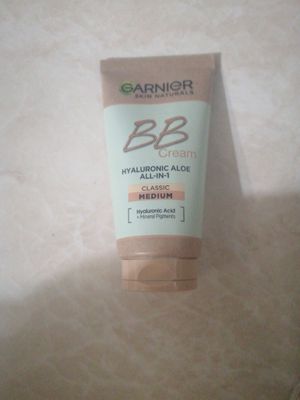 GARNIER
SKIN NATURALS
BB
Cream
HYALURONIC ALOE
ALL-IN-1
CLASSIC
MEDIUM
Hyaluronic Acid
+ Mineral Pigments